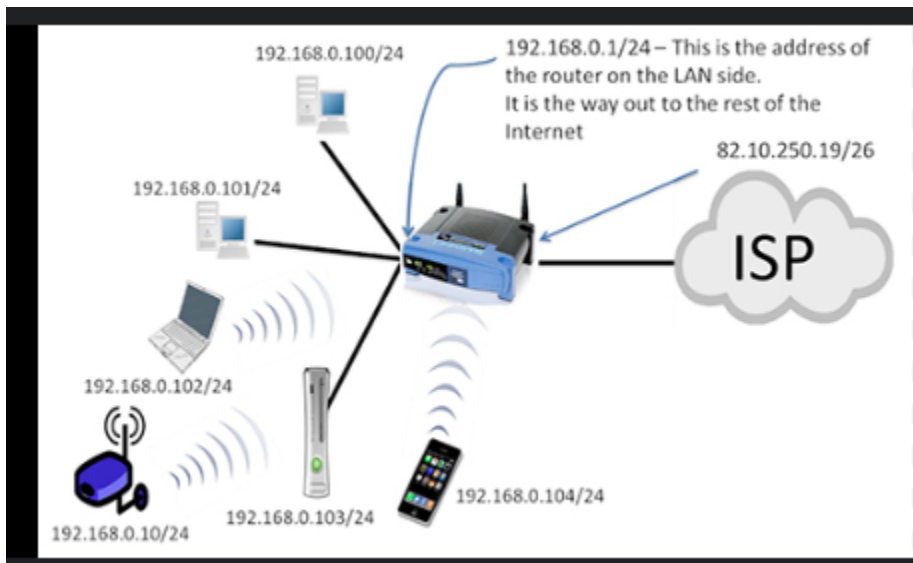 192.168.0.100/24
192.168.0.1/24 – This is the address of
the router on the LAN side.
It is the way out to the rest of the
Internet
82.10.250.19/26
192.168.0.101/24
ISP
192.168.0.102/24
192.168.0.104/24
192.168.0.103/24
192.168.0.10/24